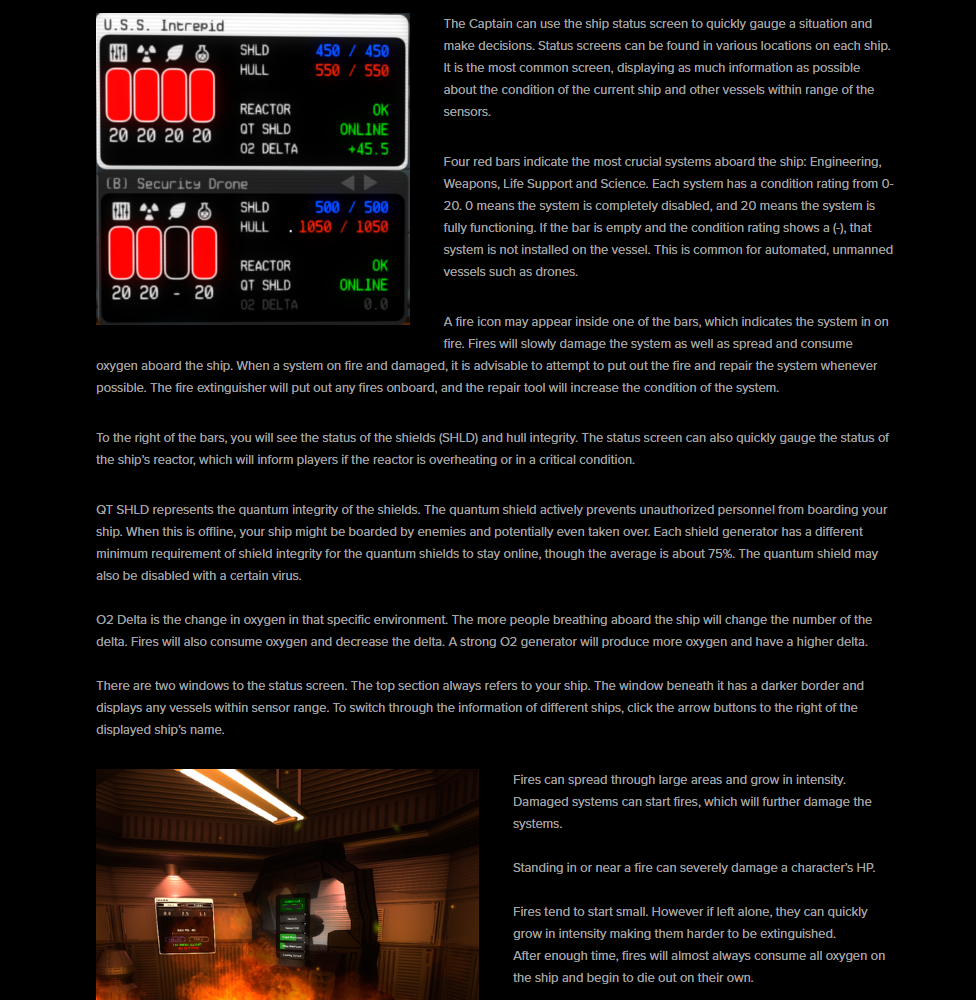 U.S.S. Intrepid
SHLD 450 / 450
HULL 550 / 550
REACTOR OK
QT SHLD ONLINE
O2 DELTA +45.5
20 20 20 20
(B) Security Drone
SHLD 500 / 500
HULL . 1050 / 1050
REACTOR OK
QT SHLD ONLINE
O2 DELTA 0.0
20 20 - 20
The Captain can use the ship status screen to quickly gauge a situation and
make decisions. Status screens can be found in various locations on each ship.
It is the most common screen, displaying as much information as possible
about the condition of the current ship and other vessels within range of the
sensors.
Four red bars indicate the most crucial systems aboard the ship: Engineering,
Weapons, Life Support and Science. Each system has a condition rating from 0-
20. 0 means the system is completely disabled, and 20 means the system is
fully functioning. If the bar is empty and the condition rating shows a (-), that
system is not installed on the vessel. This is common for automated, unmanned
vessels such as drones.
A fire icon may appear inside one of the bars, which indicates the system in on
fire. Fires will slowly damage the system as well as spread and consume
oxygen aboard the ship. When a system on fire and damaged, it is advisable to attempt to put out the fire and repair the system whenever
possible. The fire extinguisher will put out any fires onboard, and the repair tool will increase the condition of the system.
To the right of the bars, you will see the status of the shields (SHLD) and hull integrity. The status screen can also quickly gauge the status of
the ship's reactor, which will inform players if the reactor is overheating or in a critical condition.
QT SHLD represents the quantum integrity of the shields. The quantum shield actively prevents unauthorized personnel from boarding your
ship. When this is offline, your ship might be boarded by enemies and potentially even taken over. Each shield generator has a different
minimum requirement of shield integrity for the quantum shields to stay online, though the average is about 75%. The quantum shield may
also be disabled with a certain virus.
O2 Delta is the change in oxygen in that specific environment. The more people breathing aboard the ship will change the number of the
delta. Fires will also consume oxygen and decrease the delta. A strong O2 generator will produce more oxygen and have a higher delta.
There are two windows to the status screen. The top section always refers to your ship. The window beneath it has a darker border and
displays any vessels within sensor range. To switch through the information of different ships, click the arrow buttons to the right of the
displayed ship's name.
Fires can spread through large areas and grow in intensity.
Damaged systems can start fires, which will further damage the
systems.
Standing in or near a fire can severely damage a character's HP.
Fires tend to start small. However if left alone, they can quickly
grow in intensity making them harder to be extinguished.
After enough time, fires will almost always consume all oxygen on
the ship and begin to die out on their own.